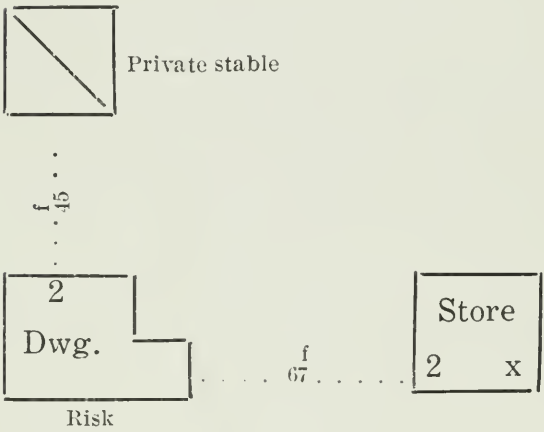 Private stable
f
45
2
Dwg.
Risk
f
67
Store
2 x